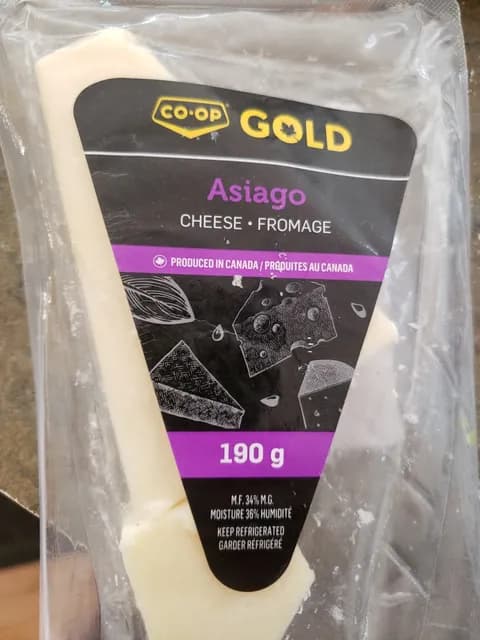 CO·OP GOLD
Asiago
CHEESE • FROMAGE
PRODUCED IN CANADA / PRODUITES AU CANADA
190 g
M.F. 34% M.G.
MOISTURE 36% HUMIDITÉ
KEEP REFRIGERATED
GARDER RÉFRIGÉRÉ